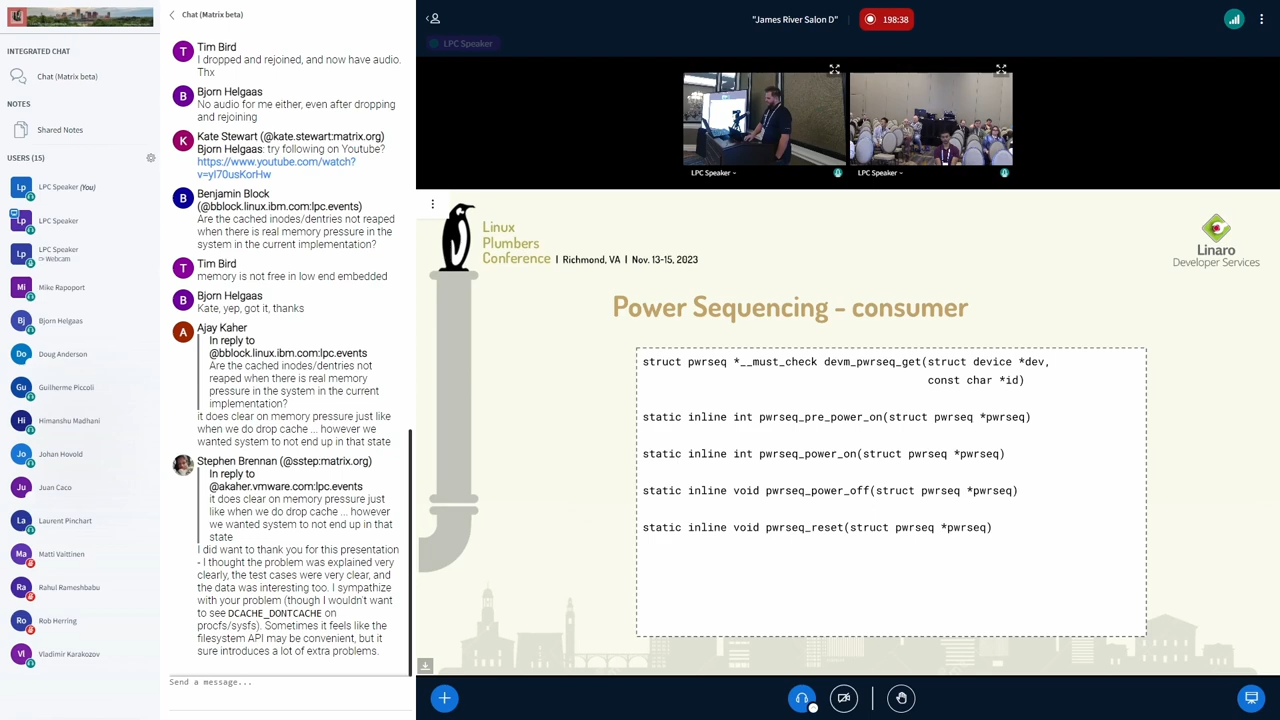 INTEGRATED CHAT
Chat (Matrix beta)
NOTES
Shared Notes
USERS (15)
Lp
LPC Speaker (You)
Lp
LPC Speaker
Lp
LPC Speaker
Webcam
Mi
Mike Rapoport
Bj
Bjorn Helgaas
Do
Doug Anderson
Gu
Guilherme Piccoli
Hi
Himanshu Madhani
Jo
Johan Hovold
Ju
Juan Caco
La
Laurent Pinchart
Ma
Matti Vaittinen
Ra
Rahul Rameshbabu
Ro
Rob Herring
Vl
Vladimir Karakozov
Chat (Matrix beta)
T
Tim Bird
I dropped and rejoined, and now have audio.
Thx
B
Bjorn Helgaas
No audio for me either, even after dropping
and rejoining
K
Kate Stewart (@kate.stewart:matrix.org)
Bjorn Helgaas: try following on Youtube?
https://www.youtube.com/watch?
v=yI70usKorHw
B
Benjamin Block
(@bblock.linux.ibm.com:lpc.events)
Are the cached inodes/dentries not reaped
when there is real memory pressure in the
system in the current implementation?
T
Tim Bird
memory is not free in low end embedded
B
Bjorn Helgaas
Kate, yep, got it, thanks
A
Ajay Kaher
In reply to
@bblock.linux.ibm.com:lpc.events
Are the cached inodes/dentries not
reaped when there is real memory
pressure in the system in the current
implementation?
it does clear on memory pressure just like
when we do drop cache ... however we
wanted system to not end up in that state
Stephen Brennan (@sstep:matrix.org)
In reply to
@akaher.vmware.com:lpc.events
it does clear on memory pressure just
like when we do drop cache ... however
we wanted system to not end up in that
state
I did want to thank you for this presentation
- I thought the problem was explained very
clearly, the test cases were very clear, and
the data was interesting too. I sympathize
with your problem (though I wouldn't want
to see DCACHE_DONTCACHE on
procfs/sysfs). Sometimes it feels like the
filesystem API may be convenient, but it
sure introduces a lot of extra problems.
Send a message...
"James River Salon D"
198:38
LPC Speaker
LPC Speaker
LPC Speaker
Linux
Plumbers
Conference | Richmond, VA | Nov. 13-15, 2023
Linaro
Developer Services
Power Sequencing - consumer
struct pwrseq *__must_check devm_pwrseq_get(struct device *dev,
const char *id)
static inline int pwrseq_pre_power_on(struct pwrseq *pwrseq)
static inline int pwrseq_power_on(struct pwrseq *pwrseq)
static inline void pwrseq_power_off(struct pwrseq *pwrseq)
static inline void pwrseq_reset(struct pwrseq *pwrseq)